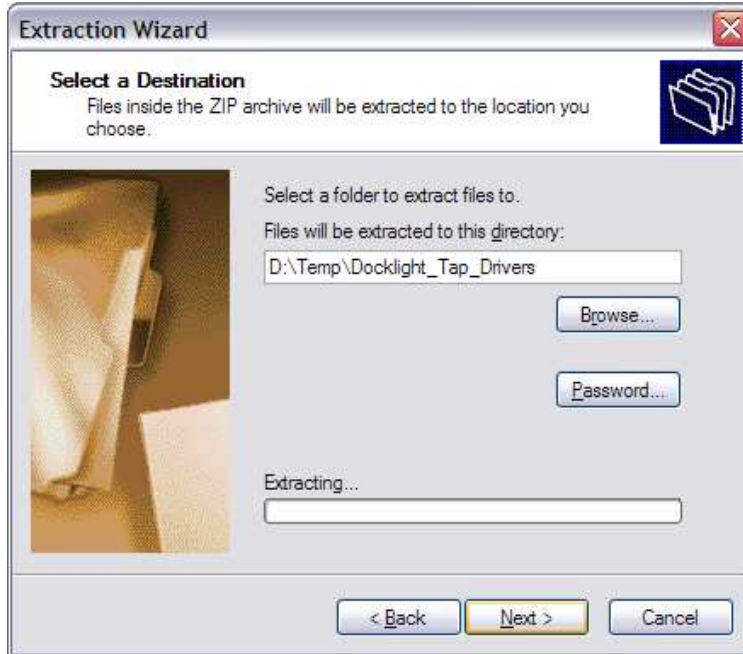 Extraction Wizard
Select a Destination
Files inside the ZIP archive will be extracted to the location you
choose.
Select a folder to extract files to.
Files will be extracted to this directory:
D:\Temp\Docklight_Tap_Drivers
Browse...
Password...
Extracting...
< Back
Next >
Cancel